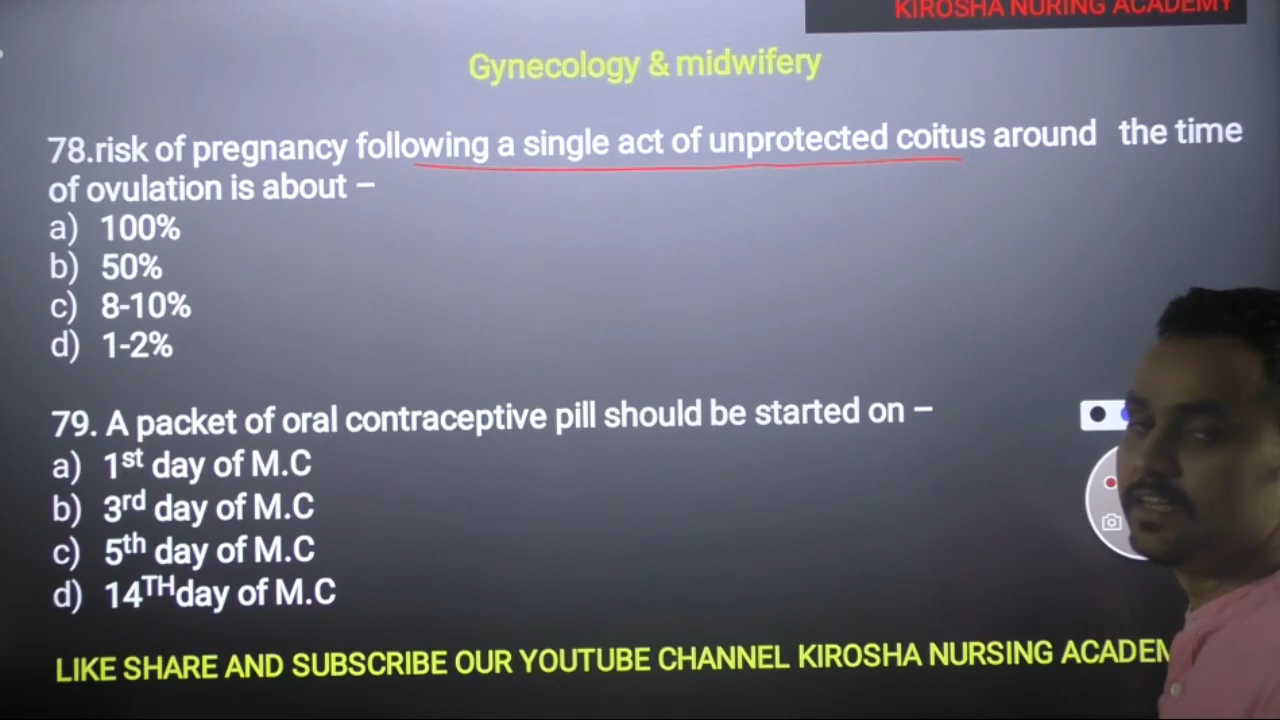 KIROSHA NURING ACADEMY
Gynecology & midwifery
78.risk of pregnancy following a single act of unprotected coitus around the time
of ovulation is about –
a) 100%
b) 50%
c) 8-10%
d) 1-2%
79. A packet of oral contraceptive pill should be started on –
a) 1st day of M.C
b) 3rd day of M.C
c) 5th day of M.C
d) 14THday of M.C
LIKE SHARE AND SUBSCRIBE OUR YOUTUBE CHANNEL KIROSHA NURSING